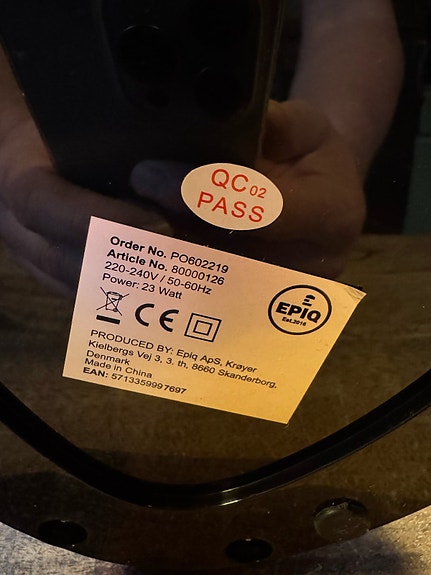 QC 02
PASS
Order No. PO602219
Article No. 80000126
220-240V / 50-60Hz
Power: 23 Watt
CE
EPIQ
Est.2016
PRODUCED BY: Epiq ApS, Krøyer
Kielbergs Vej 3, 3. th, 8660 Skanderborg,
Denmark
Made in China
EAN: 5713359997697